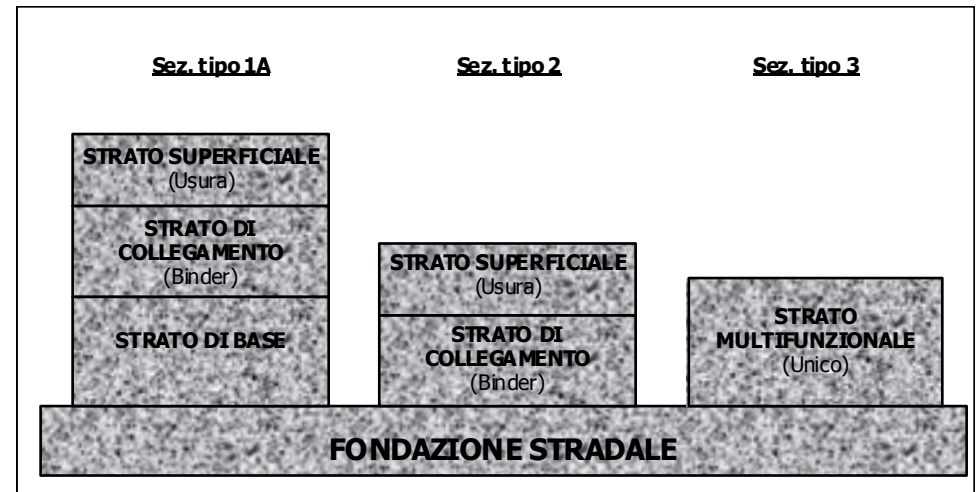 Sez. tipo 1A
Sez. tipo 2
Sez. tipo 3
STRATO SUPERFICIALE
(Usura)
STRATO DI
COLLEGAMENTO
(Binder)
STRATO DI BASE
STRATO SUPERFICIALE
(Usura)
STRATO DI
COLLEGAMENTO
(Binder)
STRATO
MULTIFUNZIONALE
(Unico)
FONDAZIONE STRADALE